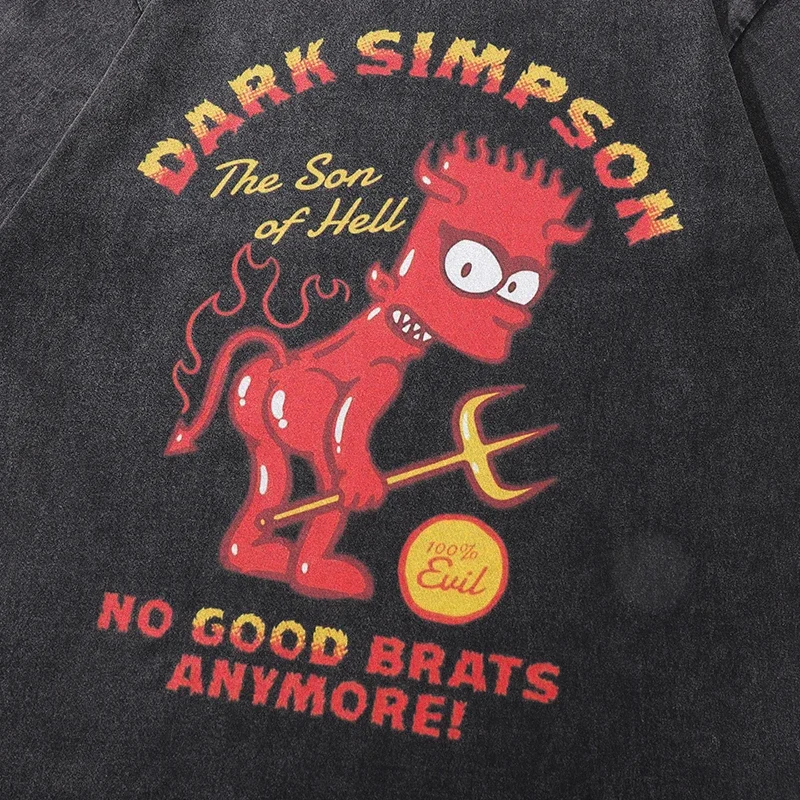 DARK SIMPSON
The Son
of Hell
100%
Evil
NO GOOD BRATS
ANYMORE!